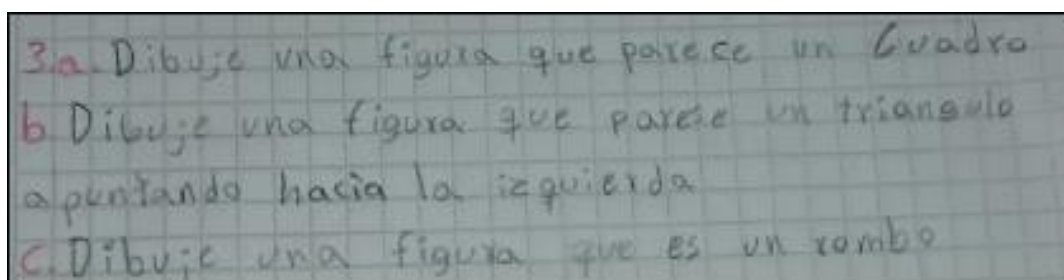 3.a. Dibuje una figura que parece un Cuadro
b Dibuje una figura que parece un triangulo
apuntando hacia la izquierda
c. Dibuje una figura que es un rombo